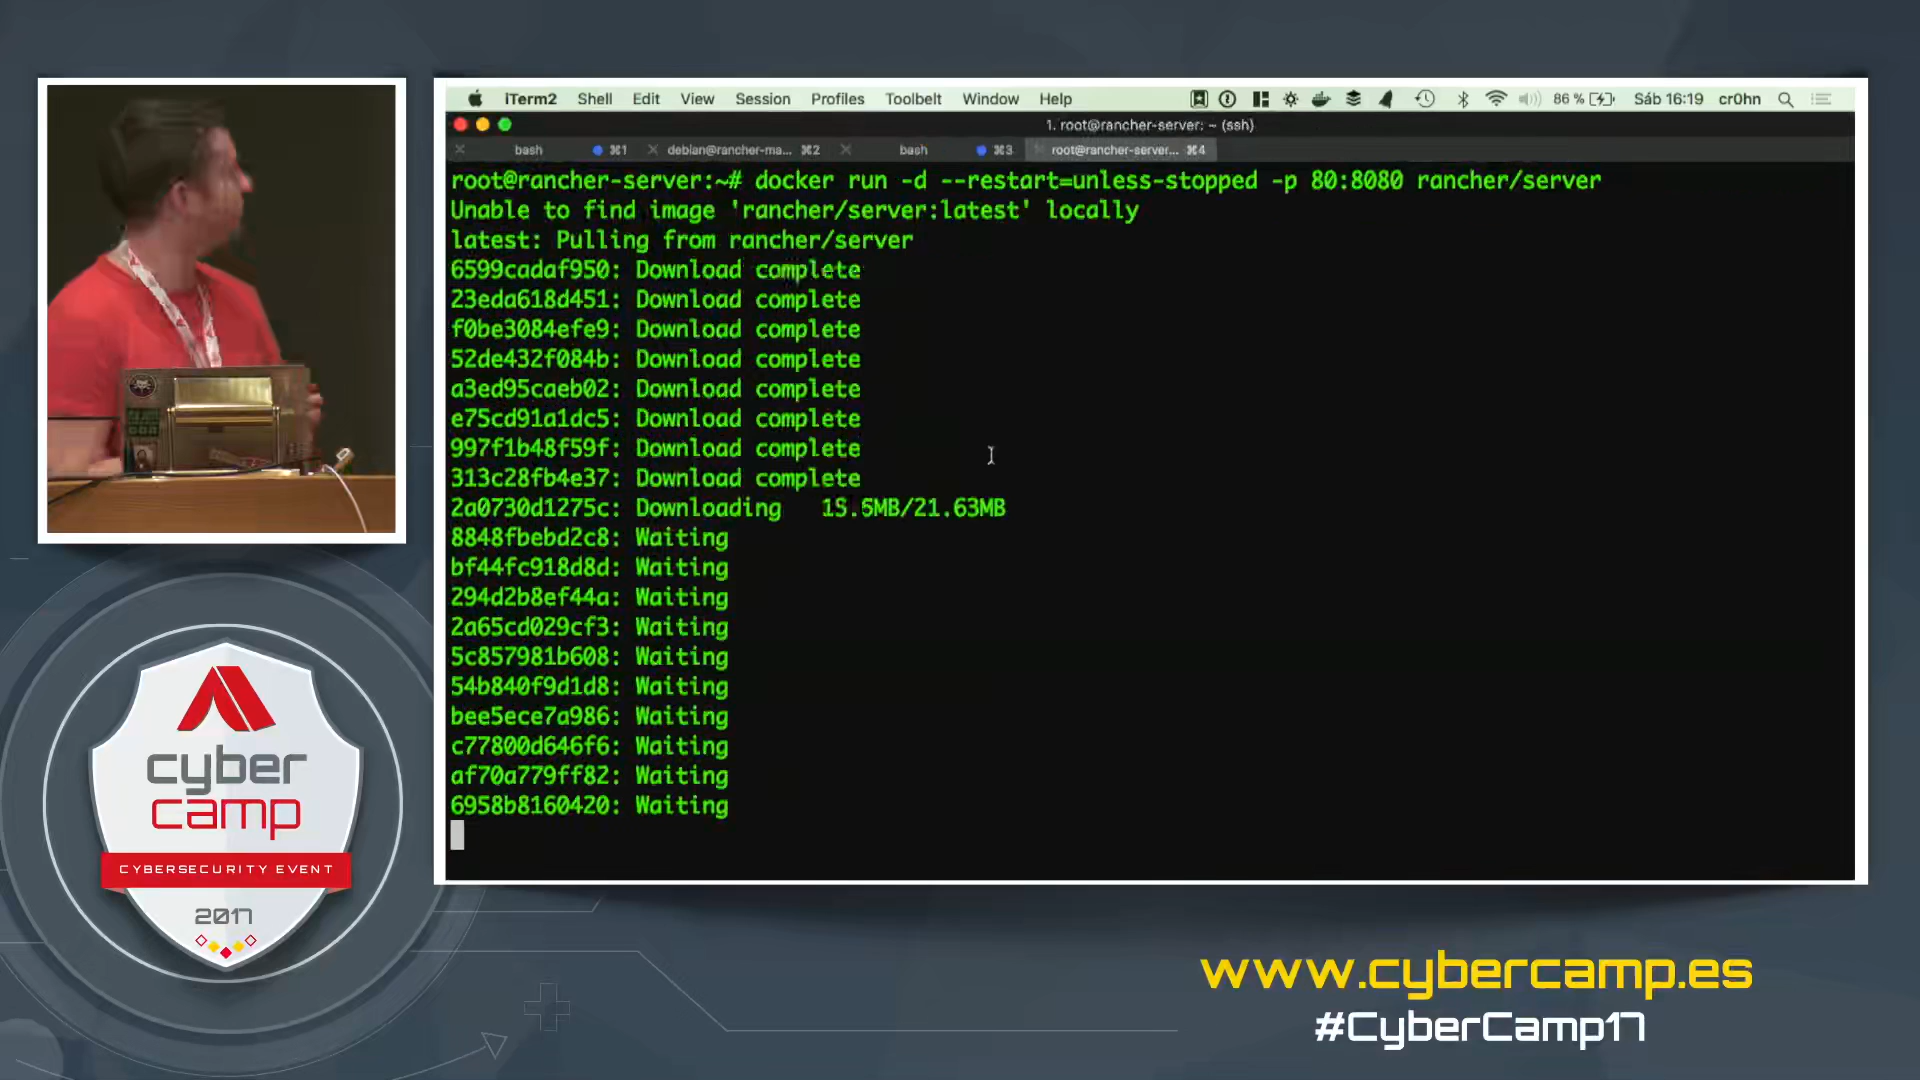 iTerm2 Shell Edit View Session Profiles Toolbelt Window Help 86 % Sáb 16:19 cr0hn
1. root@rancher-server: ~ (ssh)
bash ⌘1 debian@rancher-ma... ⌘2 bash ⌘3 root@rancher-server... ⌘4
root@rancher-server:~# docker run -d --restart=unless-stopped -p 80:8080 rancher/server
Unable to find image 'rancher/server:latest' locally
latest: Pulling from rancher/server
6599cadaf950: Download complete
23eda618d451: Download complete
f0be3084efe9: Download complete
52de432f084b: Download complete
a3ed95caeb02: Download complete
e75cd91a1dc5: Download complete
997f1b48f59f: Download complete
313c28fb4e37: Download complete
2a0730d1275c: Downloading 15.6MB/21.63MB
8848fbebd2c8: Waiting
bf44fc918d8d: Waiting
294d2b8ef44a: Waiting
2a65cd029cf3: Waiting
5c857981b608: Waiting
54b840f9d1d8: Waiting
bee5ece7a986: Waiting
c77800d646f6: Waiting
af70a779ff82: Waiting
6958b8160420: Waiting
cyber
camp
CYBERSECURITY EVENT
2017
www.cybercamp.es
#CyberCamp17